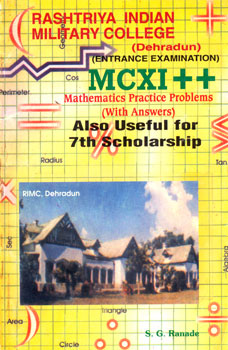 RASHTRIYA INDIAN
MILITARY COLLEGE
(Dehradun)
(ENTRANCE EXAMINATION)
Cos
MCXI ++
Perimeter
Mathematics Practice Problems
(With Answers)
Also Useful for
7th Scholarship
Radius
Tan
RIMC, Dehradun
Sec
Algebra
Triangle
Area
S. G. Ranade
Circle